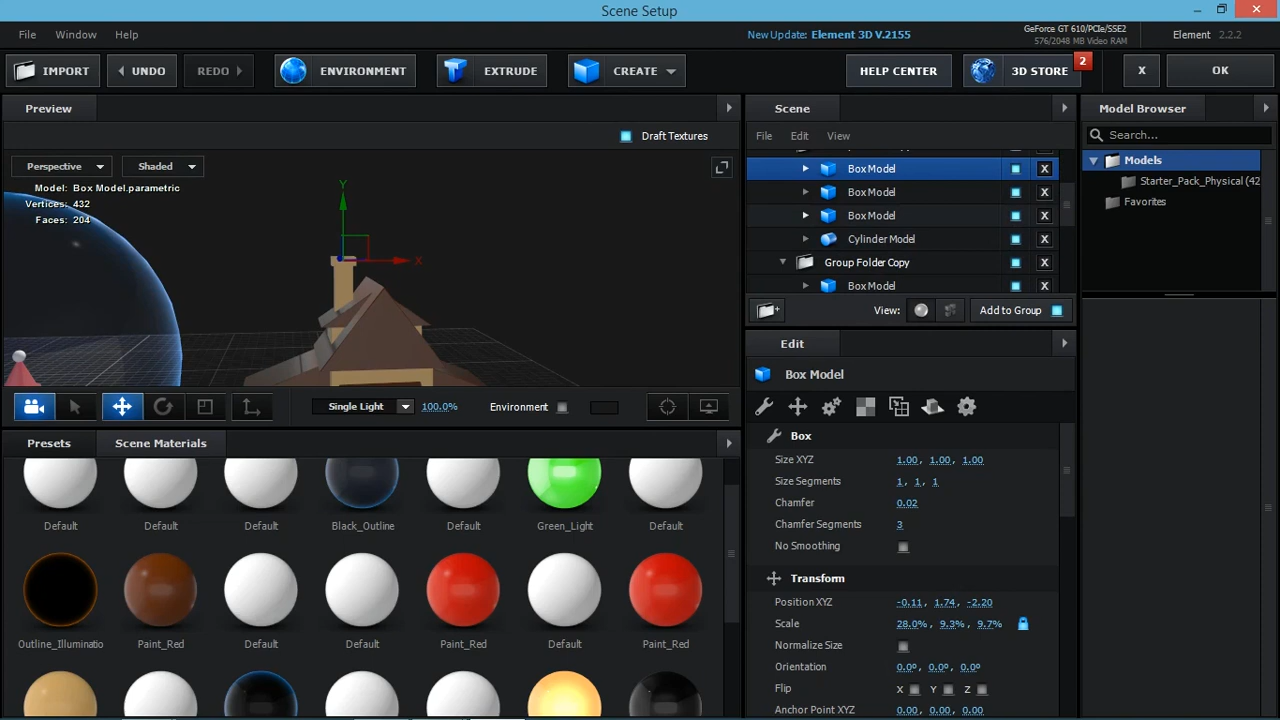 Scene Setup
File Window Help
New Update: Element 3D V.2155
GeForce GT 610/PCIe/SSE2
576/2048 MB Video RAM
Element 2.2.2
IMPORT
UNDO
REDO
ENVIRONMENT
EXTRUDE
CREATE
HELP CENTER
3D STORE
2
X
OK
Preview
Draft Textures
Perspective
Shaded
Model: Box Model.parametric
Vertices: 432
Faces: 204
Y
X
Single Light
100.0%
Environment
Presets
Scene Materials
Default Default Default Black_Outline Default Green_Light Default
Outline_Illuminatio Paint_Red Default Default Paint_Red Default Paint_Red
Scene
File Edit View
Box Model X
Box Model X
Box Model X
Cylinder Model X
Group Folder Copy X
Box Model X
View:
Add to Group
Edit
Box Model
Box
Size XYZ 1.00, 1.00, 1.00
Size Segments 1, 1, 1
Chamfer 0.02
Chamfer Segments 3
No Smoothing
Transform
Position XYZ -0.11, 1.74, -2.20
Scale 28.0%, 9.3%, 9.7%
Normalize Size
Orientation 0.0º, 0.0º, 0.0º
Flip X Y Z
Anchor Point XYZ 0.00, 0.00, 0.00
Model Browser
Search...
Models
Starter_Pack_Physical (42
Favorites